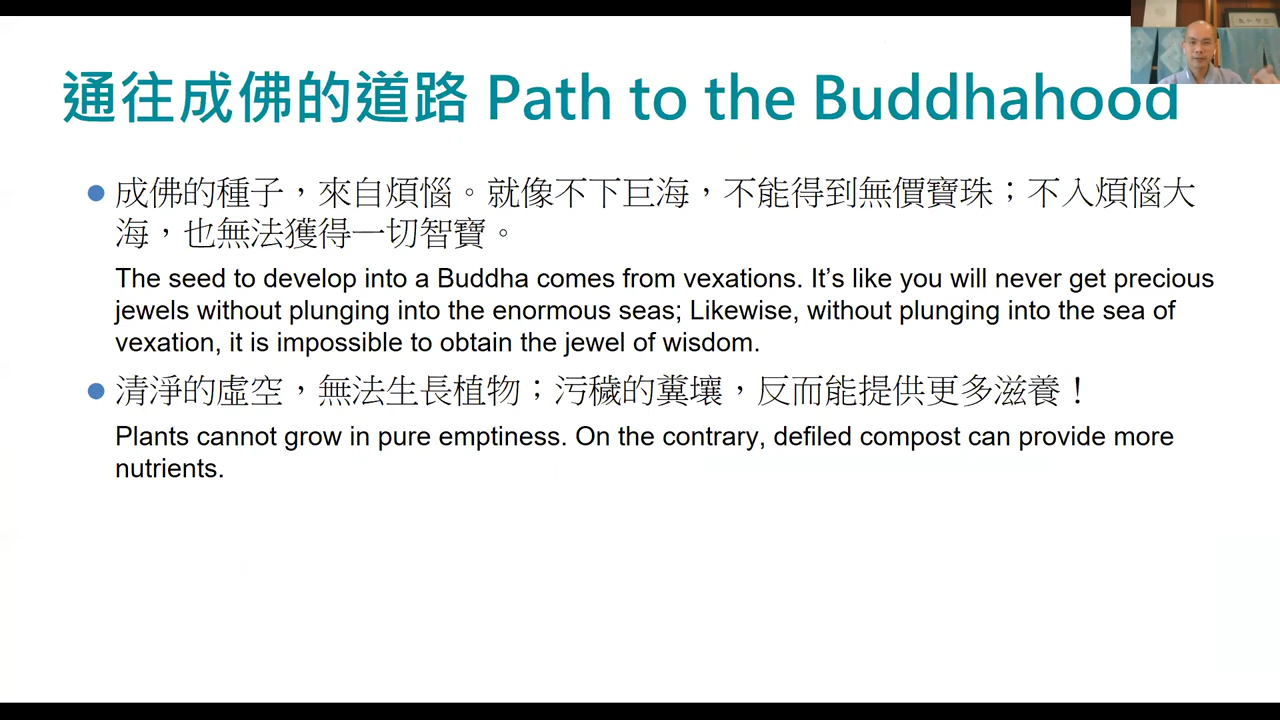 通往成佛的道路 Path to the Buddhahood
成佛的種子，來自煩惱。就像不下巨海，不能得到無價寶珠；不入煩惱大
海，也無法獲得一切智寶。
The seed to develop into a Buddha comes from vexations. It’s like you will never get precious
jewels without plunging into the enormous seas; Likewise, without plunging into the sea of
vexation, it is impossible to obtain the jewel of wisdom.
清淨的虛空，無法生長植物；污穢的糞壤，反而能提供更多滋養！
Plants cannot grow in pure emptiness. On the contrary, defiled compost can provide more
nutrients.